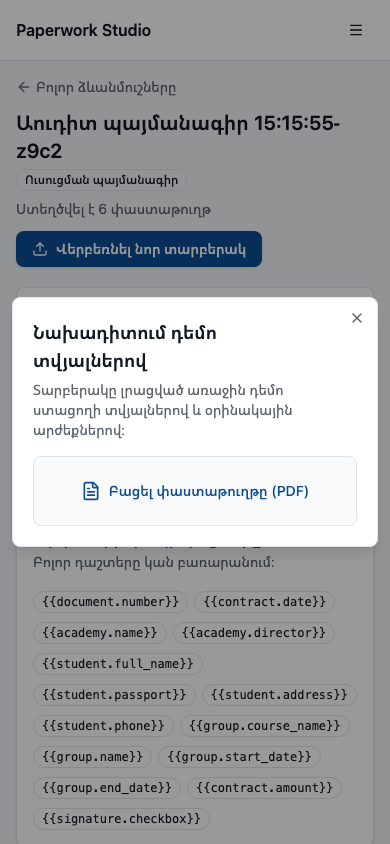 Paperwork Studio
Բոլոր ձևանմուշները
Աուդիտ պայմանագիր 15:15:55-
z9c2
Ուսուցման պայմանագիր
Ստեղծվել է 6 փաստաթուղթ
Վերբեռնել նոր տարբերակ
Նախադիտում դեմո
տվյալներով
Տարբերակը լրացված առաջին դեմո
ստացողի տվյալներով և օրինակային
արժեքներով։
Բացել փաստաթուղթը (PDF)
Բոլոր դաշտերը կան բառարանում։
{{document.number}} {{contract.date}}
{{academy.name}} {{academy.director}}
{{student.full_name}}
{{student.passport}} {{student.address}}
{{student.phone}} {{group.course_name}}
{{group.name}} {{group.start_date}}
{{group.end_date}} {{contract.amount}}
{{signature.checkbox}}